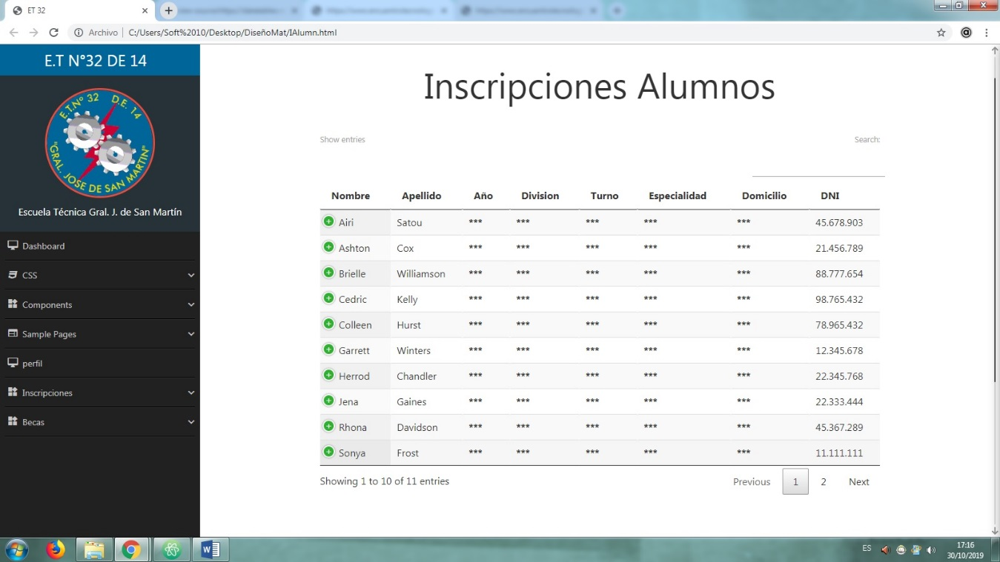 ET 32
Archivo C:/Users/Soft%2010/Desktop/DiseñoMat/IAlumn.html
E.T N°32 DE 14
E.T.Nº 32 D.E. 14
"GRAL. JOSE DE SAN MARTIN"
Escuela Técnica Gral. J. de San Martín
Dashboard
CSS
Components
Sample Pages
perfil
Inscripciones
Becas
Inscripciones Alumnos
Show entries Search:
Nombre Apellido Año Division Turno Especialidad Domicilio DNI
Airi Satou *** *** *** *** *** 45.678.903
Ashton Cox *** *** *** *** *** 21.456.789
Brielle Williamson *** *** *** *** *** 88.777.654
Cedric Kelly *** *** *** *** *** 98.765.432
Colleen Hurst *** *** *** *** *** 78.965.432
Garrett Winters *** *** *** *** *** 12.345.678
Herrod Chandler *** *** *** *** *** 22.345.768
Jena Gaines *** *** *** *** *** 22.333.444
Rhona Davidson *** *** *** *** *** 45.367.289
Sonya Frost *** *** *** *** *** 11.111.111
Showing 1 to 10 of 11 entries Previous 1 2 Next
ES 17:16
30/10/2019